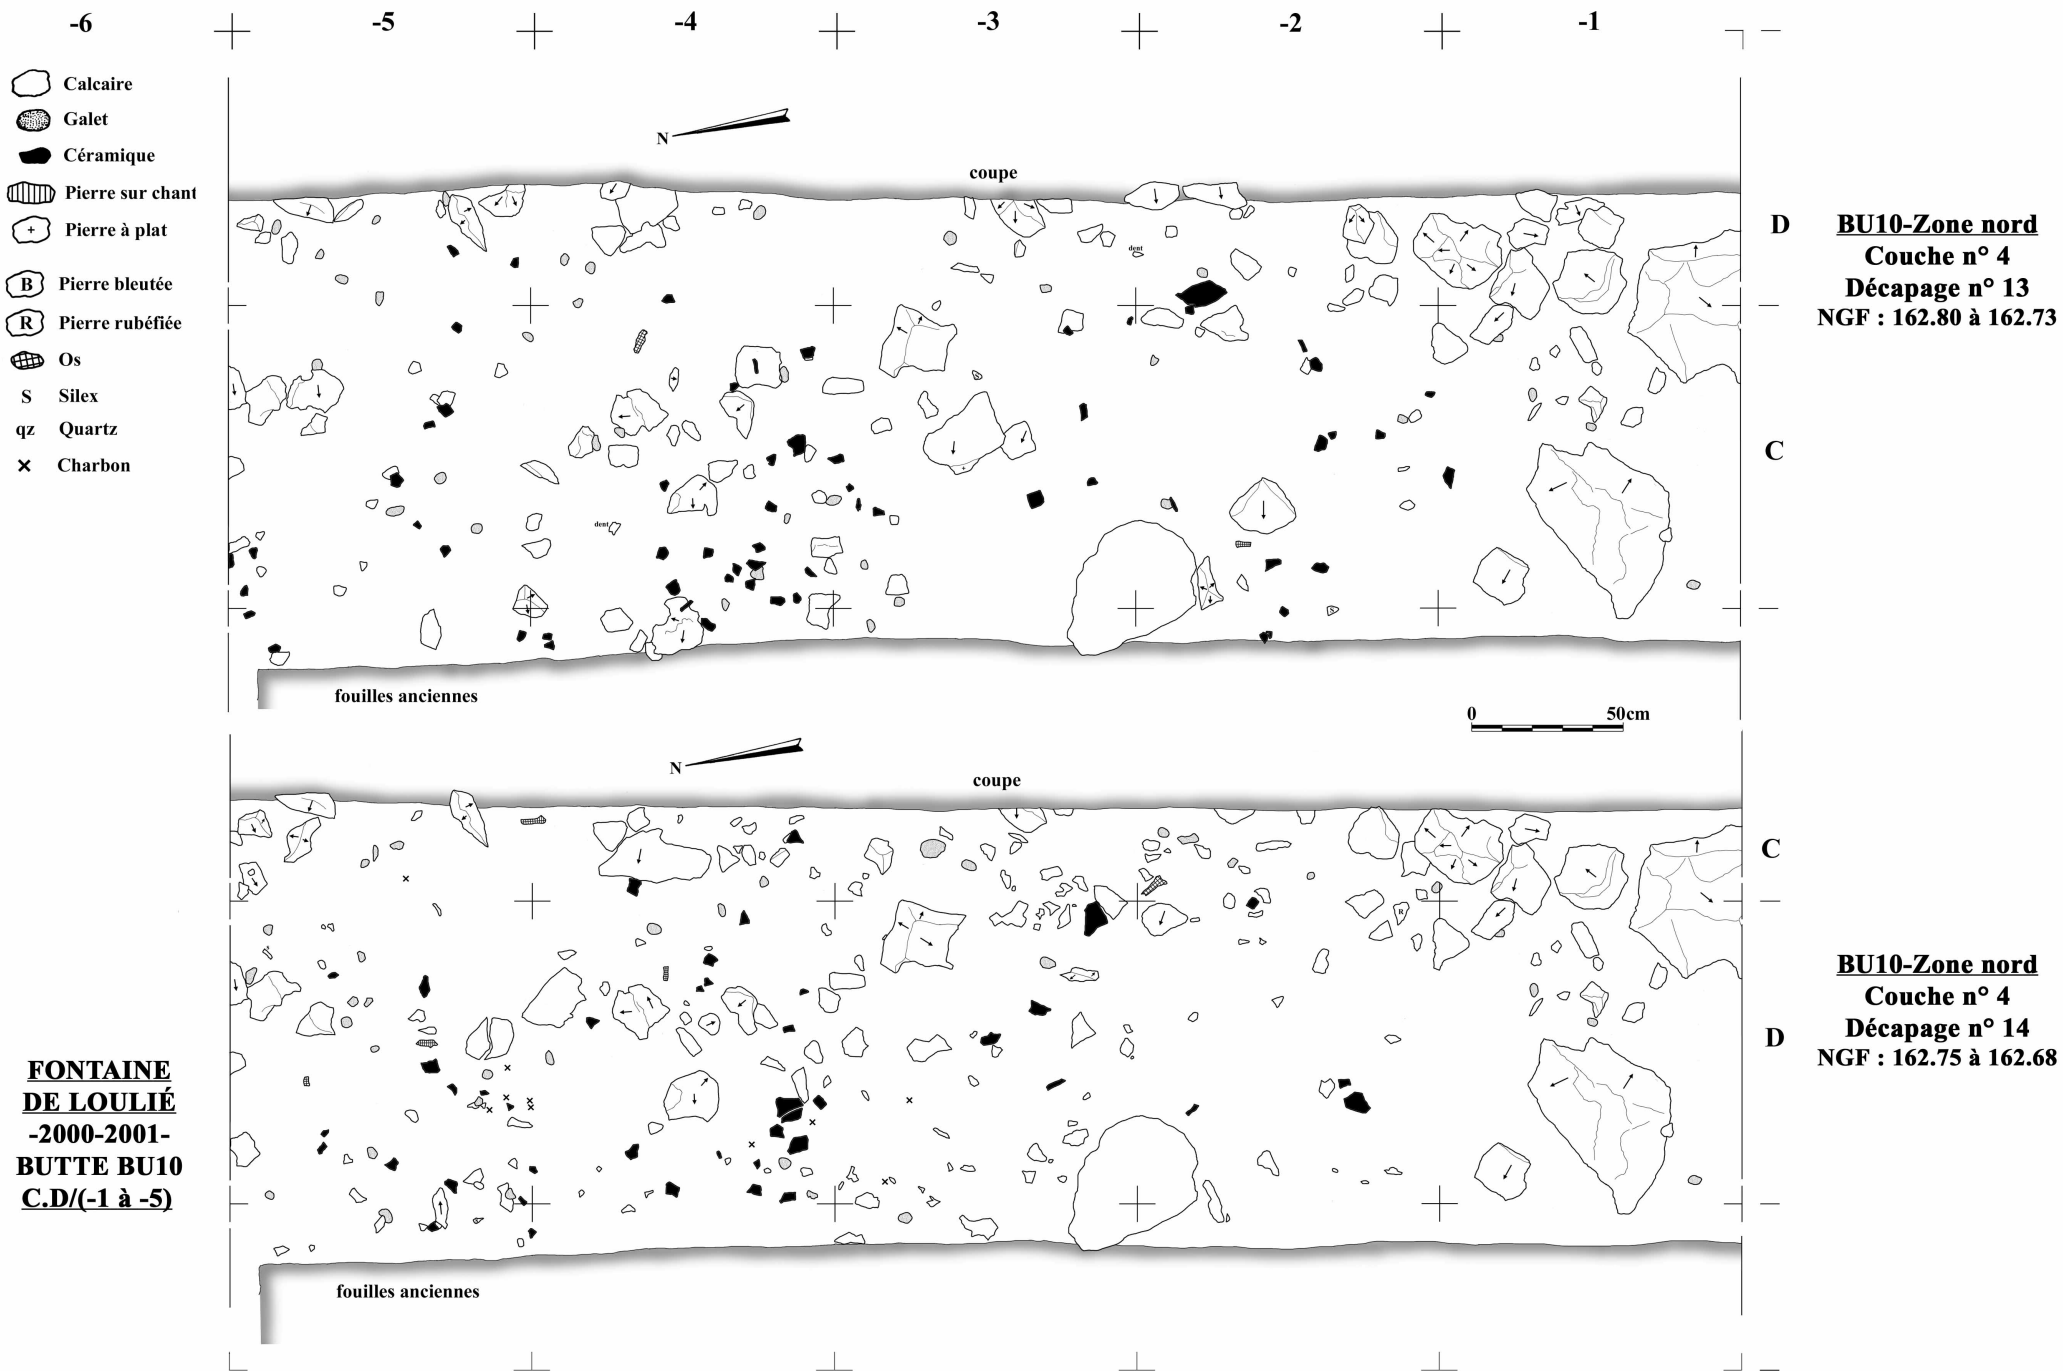 -6 -5 -4 -3 -2 -1
Calcaire
Galet
Céramique
Pierre sur chant
+ Pierre à plat
B Pierre bleutée
R Pierre rubéfiée
Os
S Silex
qz Quartz
× Charbon
N
coupe
dent
dent
S
fouilles anciennes
D
C
BU10-Zone nord
Couche n° 4
Décapage n° 13
NGF : 162.80 à 162.73
0 50cm
N
coupe
R
fouilles anciennes
C
D
BU10-Zone nord
Couche n° 4
Décapage n° 14
NGF : 162.75 à 162.68
FONTAINE
DE LOULIÉ
-2000-2001-
BUTTE BU10
C.D/(-1 à -5)